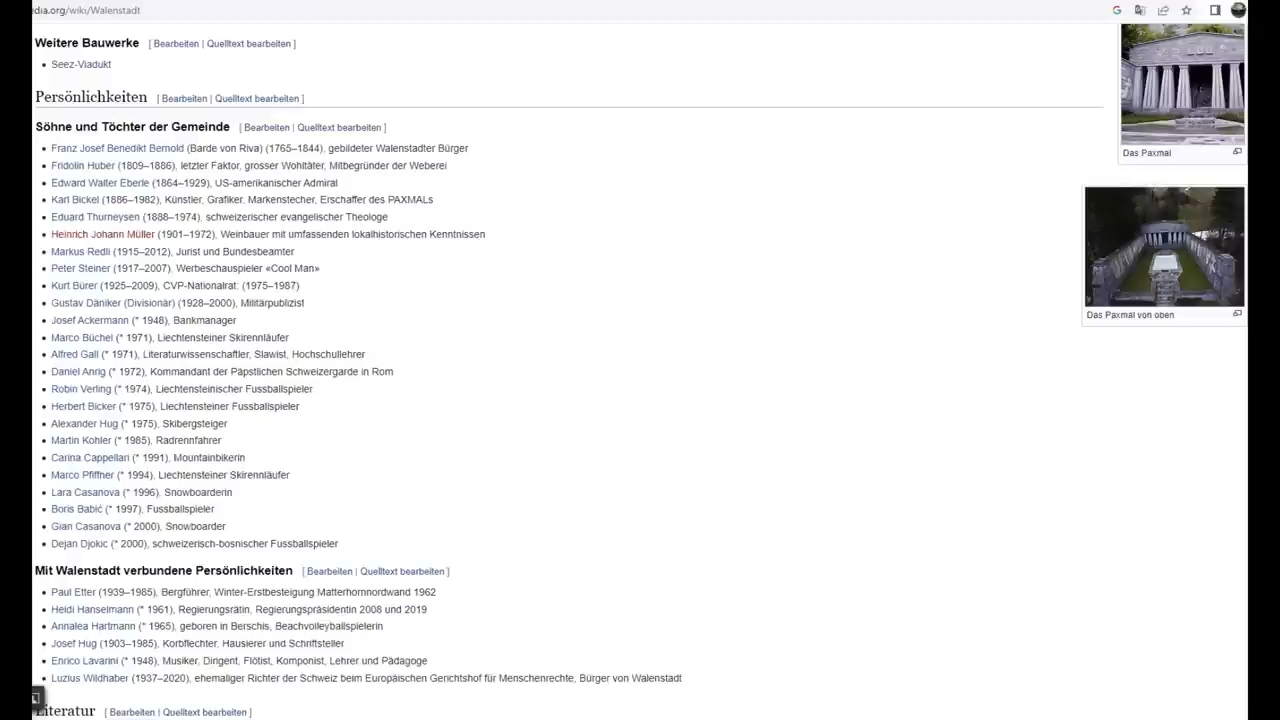 edia.org/wiki/Walenstadt
Weitere Bauwerke [ Bearbeiten | Quelltext bearbeiten ]
Seez-Viadukt
Persönlichkeiten [ Bearbeiten | Quelltext bearbeiten ]
Das Paxmal
Söhne und Töchter der Gemeinde [ Bearbeiten | Quelltext bearbeiten ]
Franz Josef Benedikt Bernold (Barde von Riva) (1765–1844), gebildeter Walenstadter Bürger
Fridolin Huber (1809–1886), letzter Faktor, grosser Wohltäter, Mitbegründer der Weberei
Edward Walter Eberle (1864–1929), US-amerikanischer Admiral
Karl Bickel (1886–1982), Künstler, Grafiker, Markenstecher, Erschaffer des PAXMALs
Eduard Thurneysen (1888–1974), schweizerischer evangelischer Theologe
Heinrich Johann Müller (1901–1972), Weinbauer mit umfassenden lokalhistorischen Kenntnissen
Markus Redli (1915–2012), Jurist und Bundesbeamter
Peter Steiner (1917–2007), Werbeschauspieler «Cool Man»
Kurt Bürer (1925–2009), CVP-Nationalrat: (1975–1987)
Gustav Däniker (Divisionär) (1928–2000), Militärpublizist
Das Paxmal von oben
Josef Ackermann (* 1948), Bankmanager
Marco Büchel (* 1971), Liechtensteiner Skirennläufer
Alfred Gall (* 1971), Literaturwissenschaftler, Slawist, Hochschullehrer
Daniel Anrig (* 1972), Kommandant der Päpstlichen Schweizergarde in Rom
Robin Verling (* 1974), Liechtensteinischer Fussballspieler
Herbert Bicker (* 1975), Liechtensteiner Fussballspieler
Alexander Hug (* 1975), Skibergsteiger
Martin Kohler (* 1985), Radrennfahrer
Carina Cappellari (* 1991), Mountainbikerin
Marco Pfiffner (* 1994), Liechtensteiner Skirennläufer
Lara Casanova (* 1996), Snowboarderin
Boris Babić (* 1997), Fussballspieler
Gian Casanova (* 2000), Snowboarder
Dejan Djokic (* 2000), schweizerisch-bosnischer Fussballspieler
Mit Walenstadt verbundene Persönlichkeiten [ Bearbeiten | Quelltext bearbeiten ]
Paul Etter (1939–1985), Bergführer, Winter-Erstbesteigung Matterhornnordwand 1962
Heidi Hanselmann (* 1961), Regierungsrätin, Regierungspräsidentin 2008 und 2019
Annalea Hartmann (* 1965), geboren in Berschis, Beachvolleyballspielerin
Josef Hug (1903–1985), Korbflechter, Hausierer und Schriftsteller
Enrico Lavarini (* 1948), Musiker, Dirigent, Flötist, Komponist, Lehrer und Pädagoge
Luzius Wildhaber (1937–2020), ehemaliger Richter der Schweiz beim Europäischen Gerichtshof für Menschenrechte, Bürger von Walenstadt
Literatur [ Bearbeiten | Quelltext bearbeiten ]